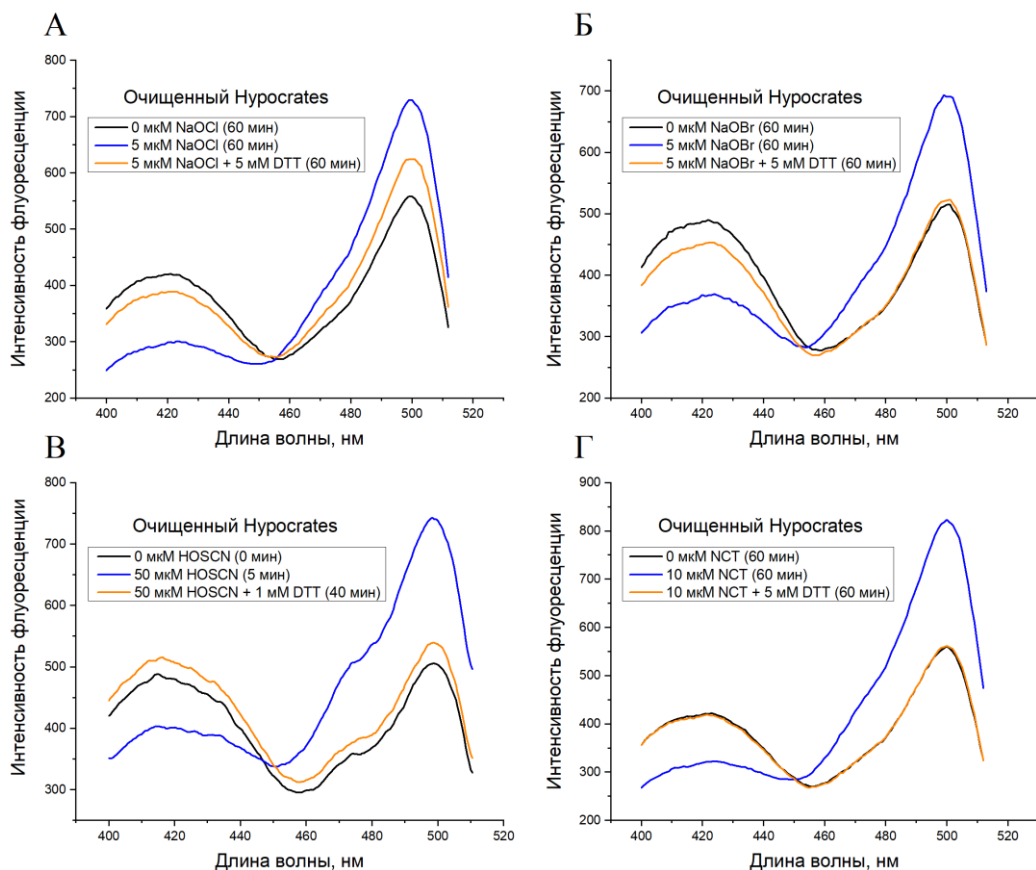 А
Интенсивность флуоресценции
800
700
600
500
400
300
200
Очищенный Hypocrates
0 мкМ NaOCl (60 мин)
5 мкМ NaOCl (60 мин)
5 мкМ NaOCl + 5 мМ DTT (60 мин)
400 420 440 460 480 500 520
Длина волны, нм
Б
Интенсивность флуоресценции
700
600
500
400
300
200
Очищенный Hypocrates
0 мкМ NaOBr (60 мин)
5 мкМ NaOBr (60 мин)
5 мкМ NaOBr + 5 мМ DTT (60 мин)
400 420 440 460 480 500 520
Длина волны, нм
В
Интенсивность флуоресценции
800
700
600
500
400
300
Очищенный Hypocrates
0 мкМ HOSCN (0 мин)
50 мкМ HOSCN (5 мин)
50 мкМ HOSCN + 1 мМ DTT (40 мин)
400 420 440 460 480 500 520
Длина волны, нм
Г
Интенсивность флуоресценции
900
800
700
600
500
400
300
200
Очищенный Hypocrates
0 мкМ NCT (60 мин)
10 мкМ NCT (60 мин)
10 мкМ NCT + 5 мМ DTT (60 мин)
400 420 440 460 480 500 520
Длина волны, нм